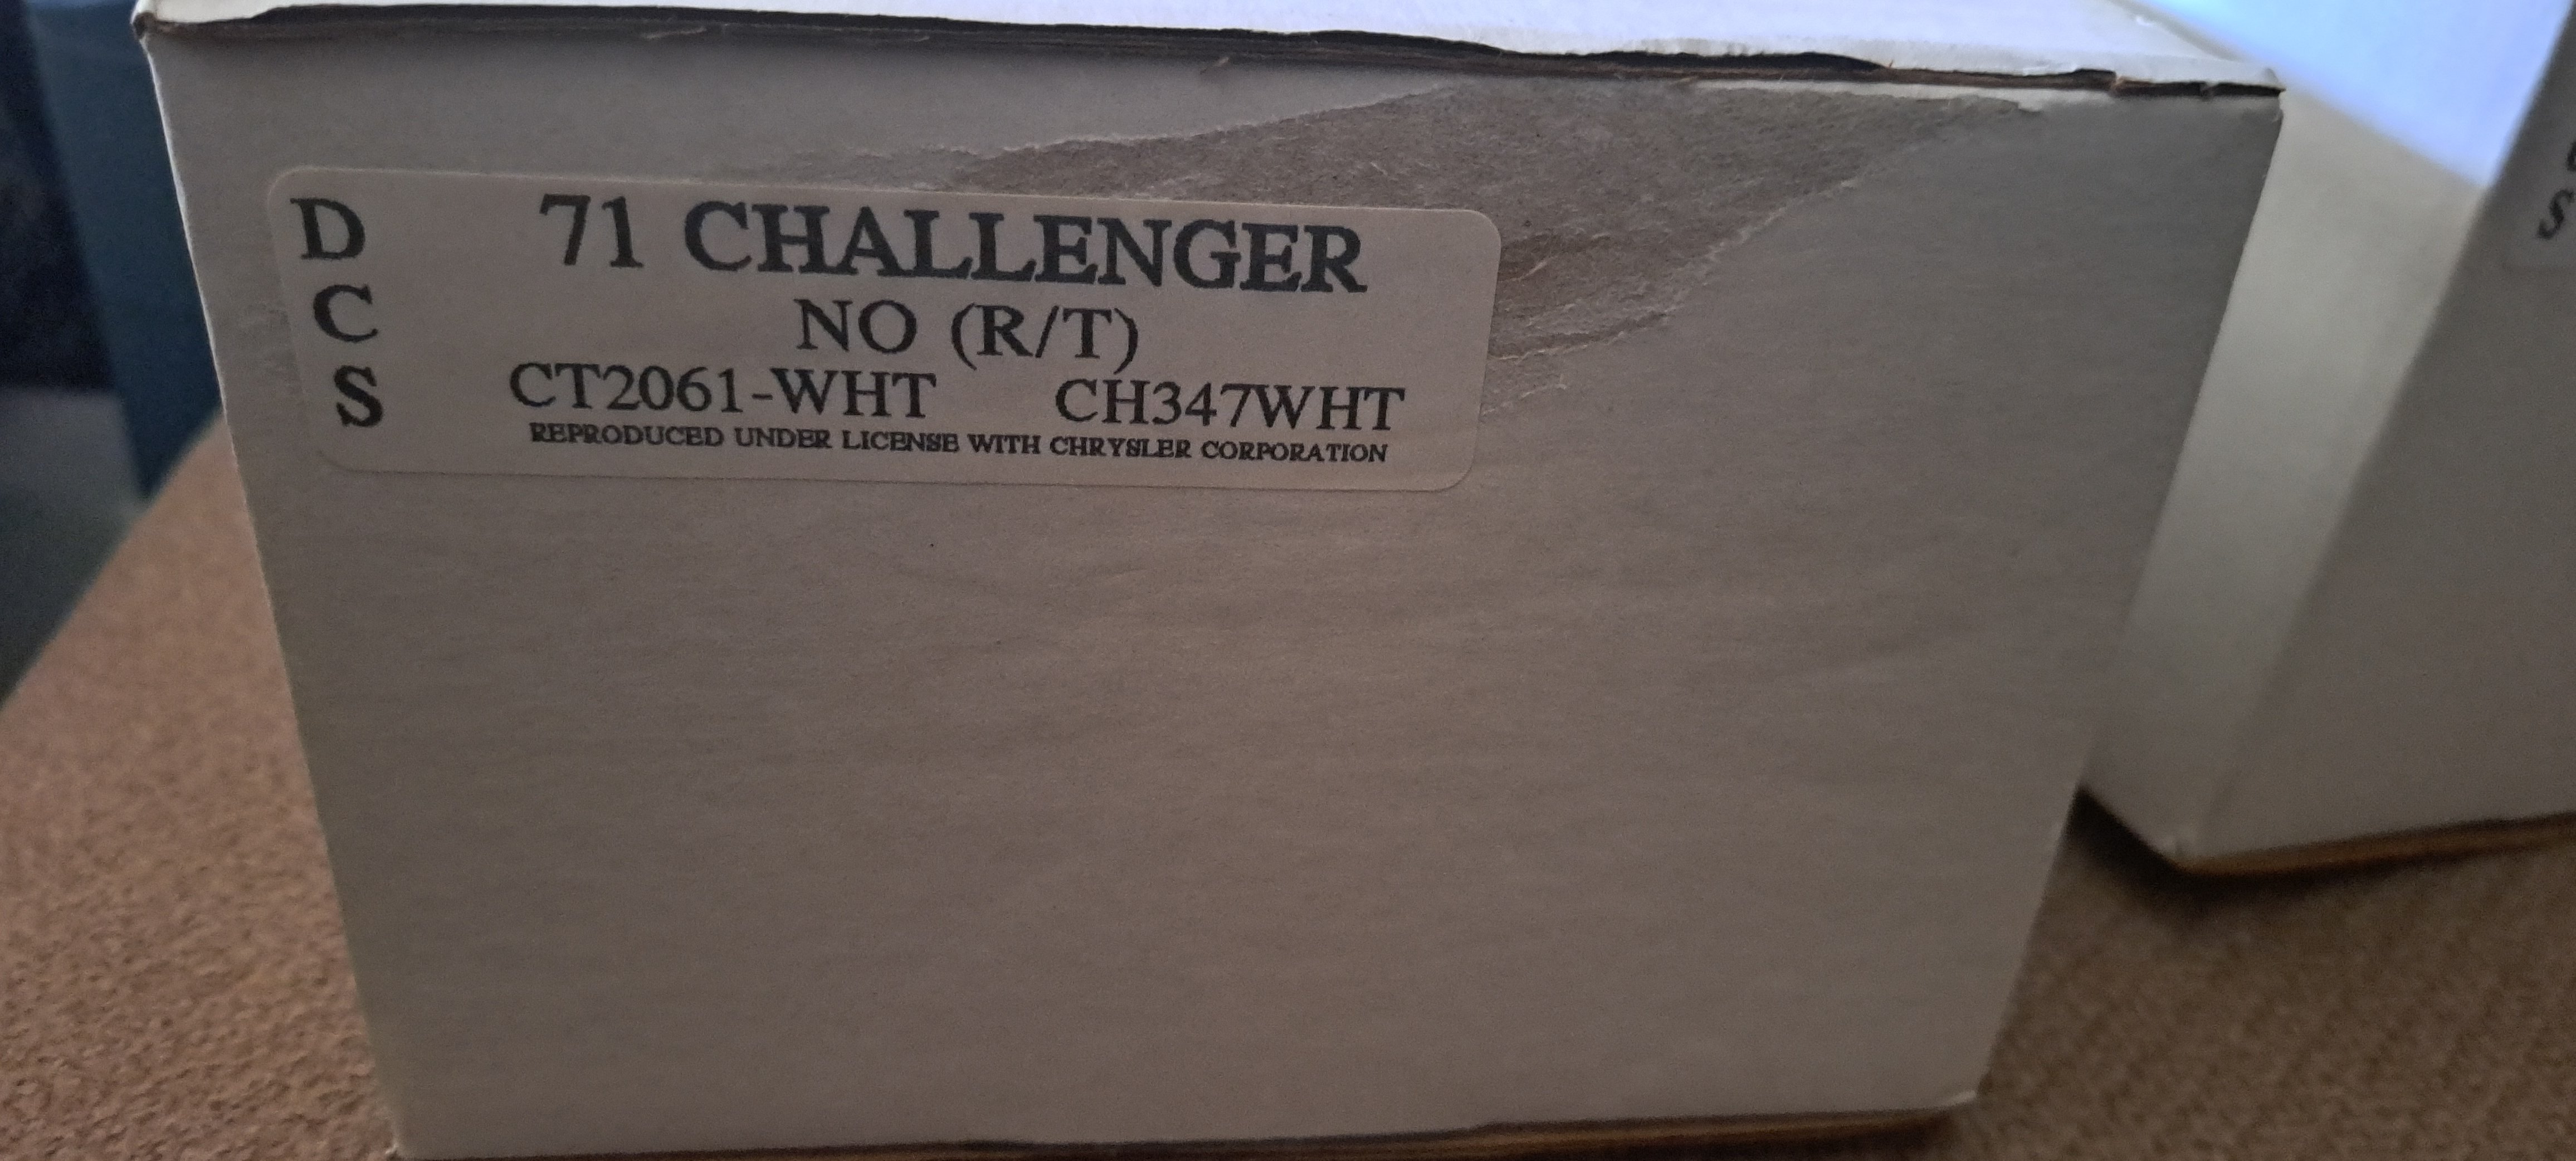 D
C
S
71 CHALLENGER
NO (R/T)
CT2061-WHT CH347WHT
REPRODUCED UNDER LICENSE WITH CHRYSLER CORPORATION
S